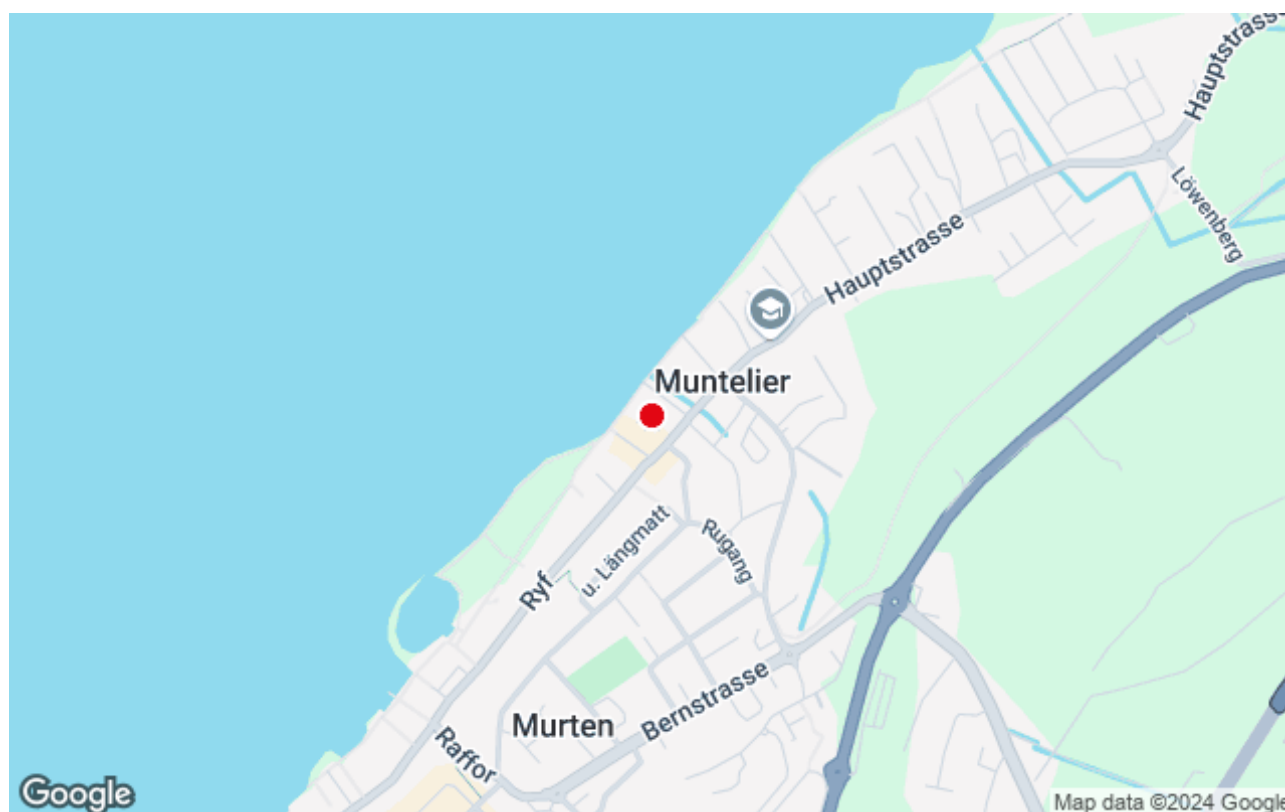 Hauptstrasse
Löwenberg
Hauptstrasse
Muntelier
u. Längmatt
Rugang
Ryf
Bernstrasse
Murten
Raffor
Google
Map data ©2024 Google